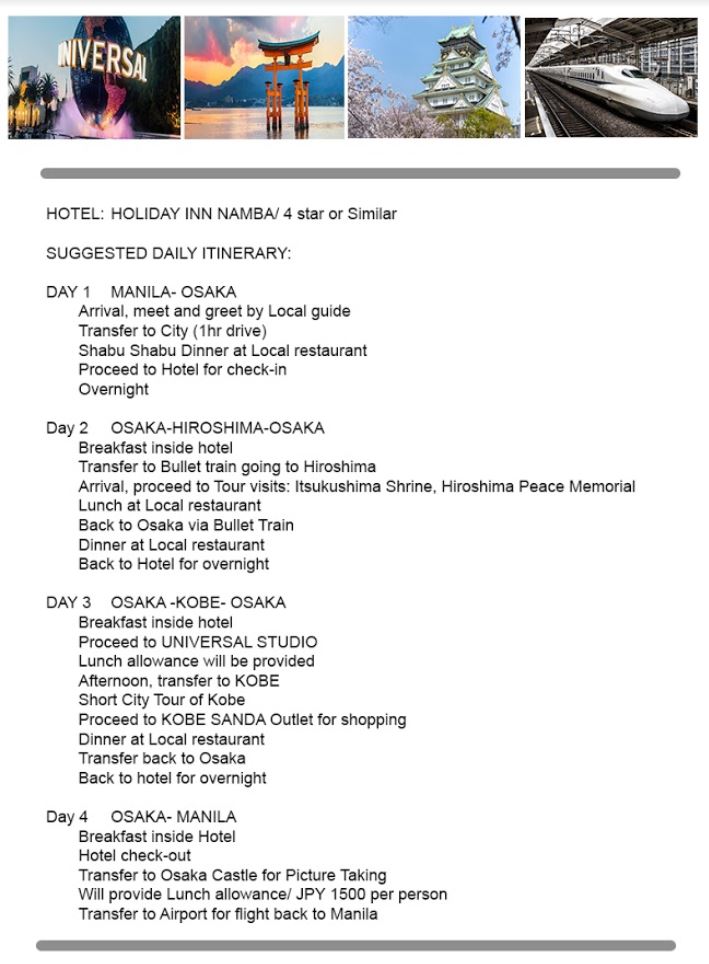 UNIVERSAL
HOTEL: HOLIDAY INN NAMBA/ 4 star or Similar
SUGGESTED DAILY ITINERARY:
DAY 1 MANILA- OSAKA
Arrival, meet and greet by Local guide
Transfer to City (1hr drive)
Shabu Shabu Dinner at Local restaurant
Proceed to Hotel for check-in
Overnight
Day 2 OSAKA-HIROSHIMA-OSAKA
Breakfast inside hotel
Transfer to Bullet train going to Hiroshima
Arrival, proceed to Tour visits: Itsukushima Shrine, Hiroshima Peace Memorial
Lunch at Local restaurant
Back to Osaka via Bullet Train
Dinner at Local restaurant
Back to Hotel for overnight
DAY 3 OSAKA -KOBE- OSAKA
Breakfast inside hotel
Proceed to UNIVERSAL STUDIO
Lunch allowance will be provided
Afternoon, transfer to KOBE
Short City Tour of Kobe
Proceed to KOBE SANDA Outlet for shopping
Dinner at Local restaurant
Transfer back to Osaka
Back to hotel for overnight
Day 4 OSAKA- MANILA
Breakfast inside Hotel
Hotel check-out
Transfer to Osaka Castle for Picture Taking
Will provide Lunch allowance/ JPY 1500 per person
Transfer to Airport for flight back to Manila